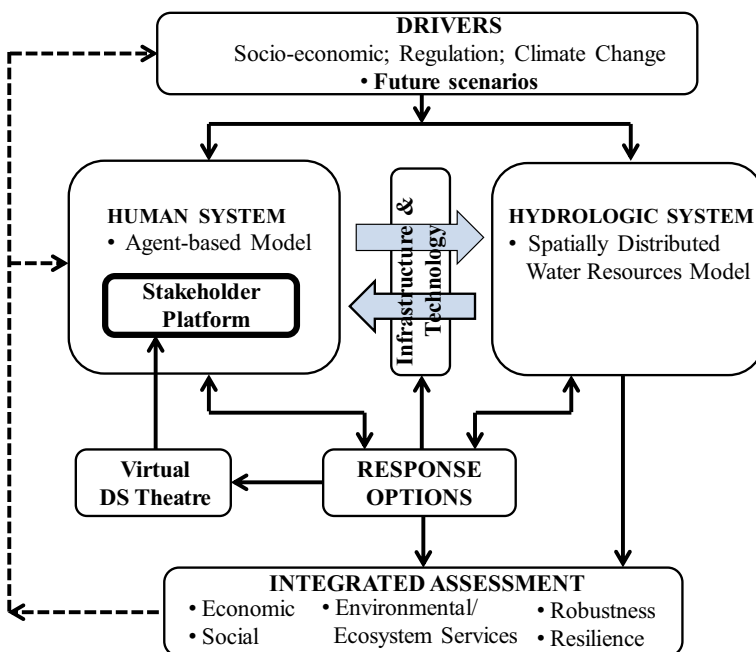 DRIVERS
Socio-economic; Regulation; Climate Change
• Future scenarios
HUMAN SYSTEM
• Agent-based Model
Stakeholder
Platform
Infrastructure &
Technology
HYDROLOGIC SYSTEM
• Spatially Distributed
Water Resources Model
Virtual
DS Theatre
RESPONSE
OPTIONS
INTEGRATED ASSESSMENT
• Economic
• Social
• Environmental/
Ecosystem Services
• Robustness
• Resilience